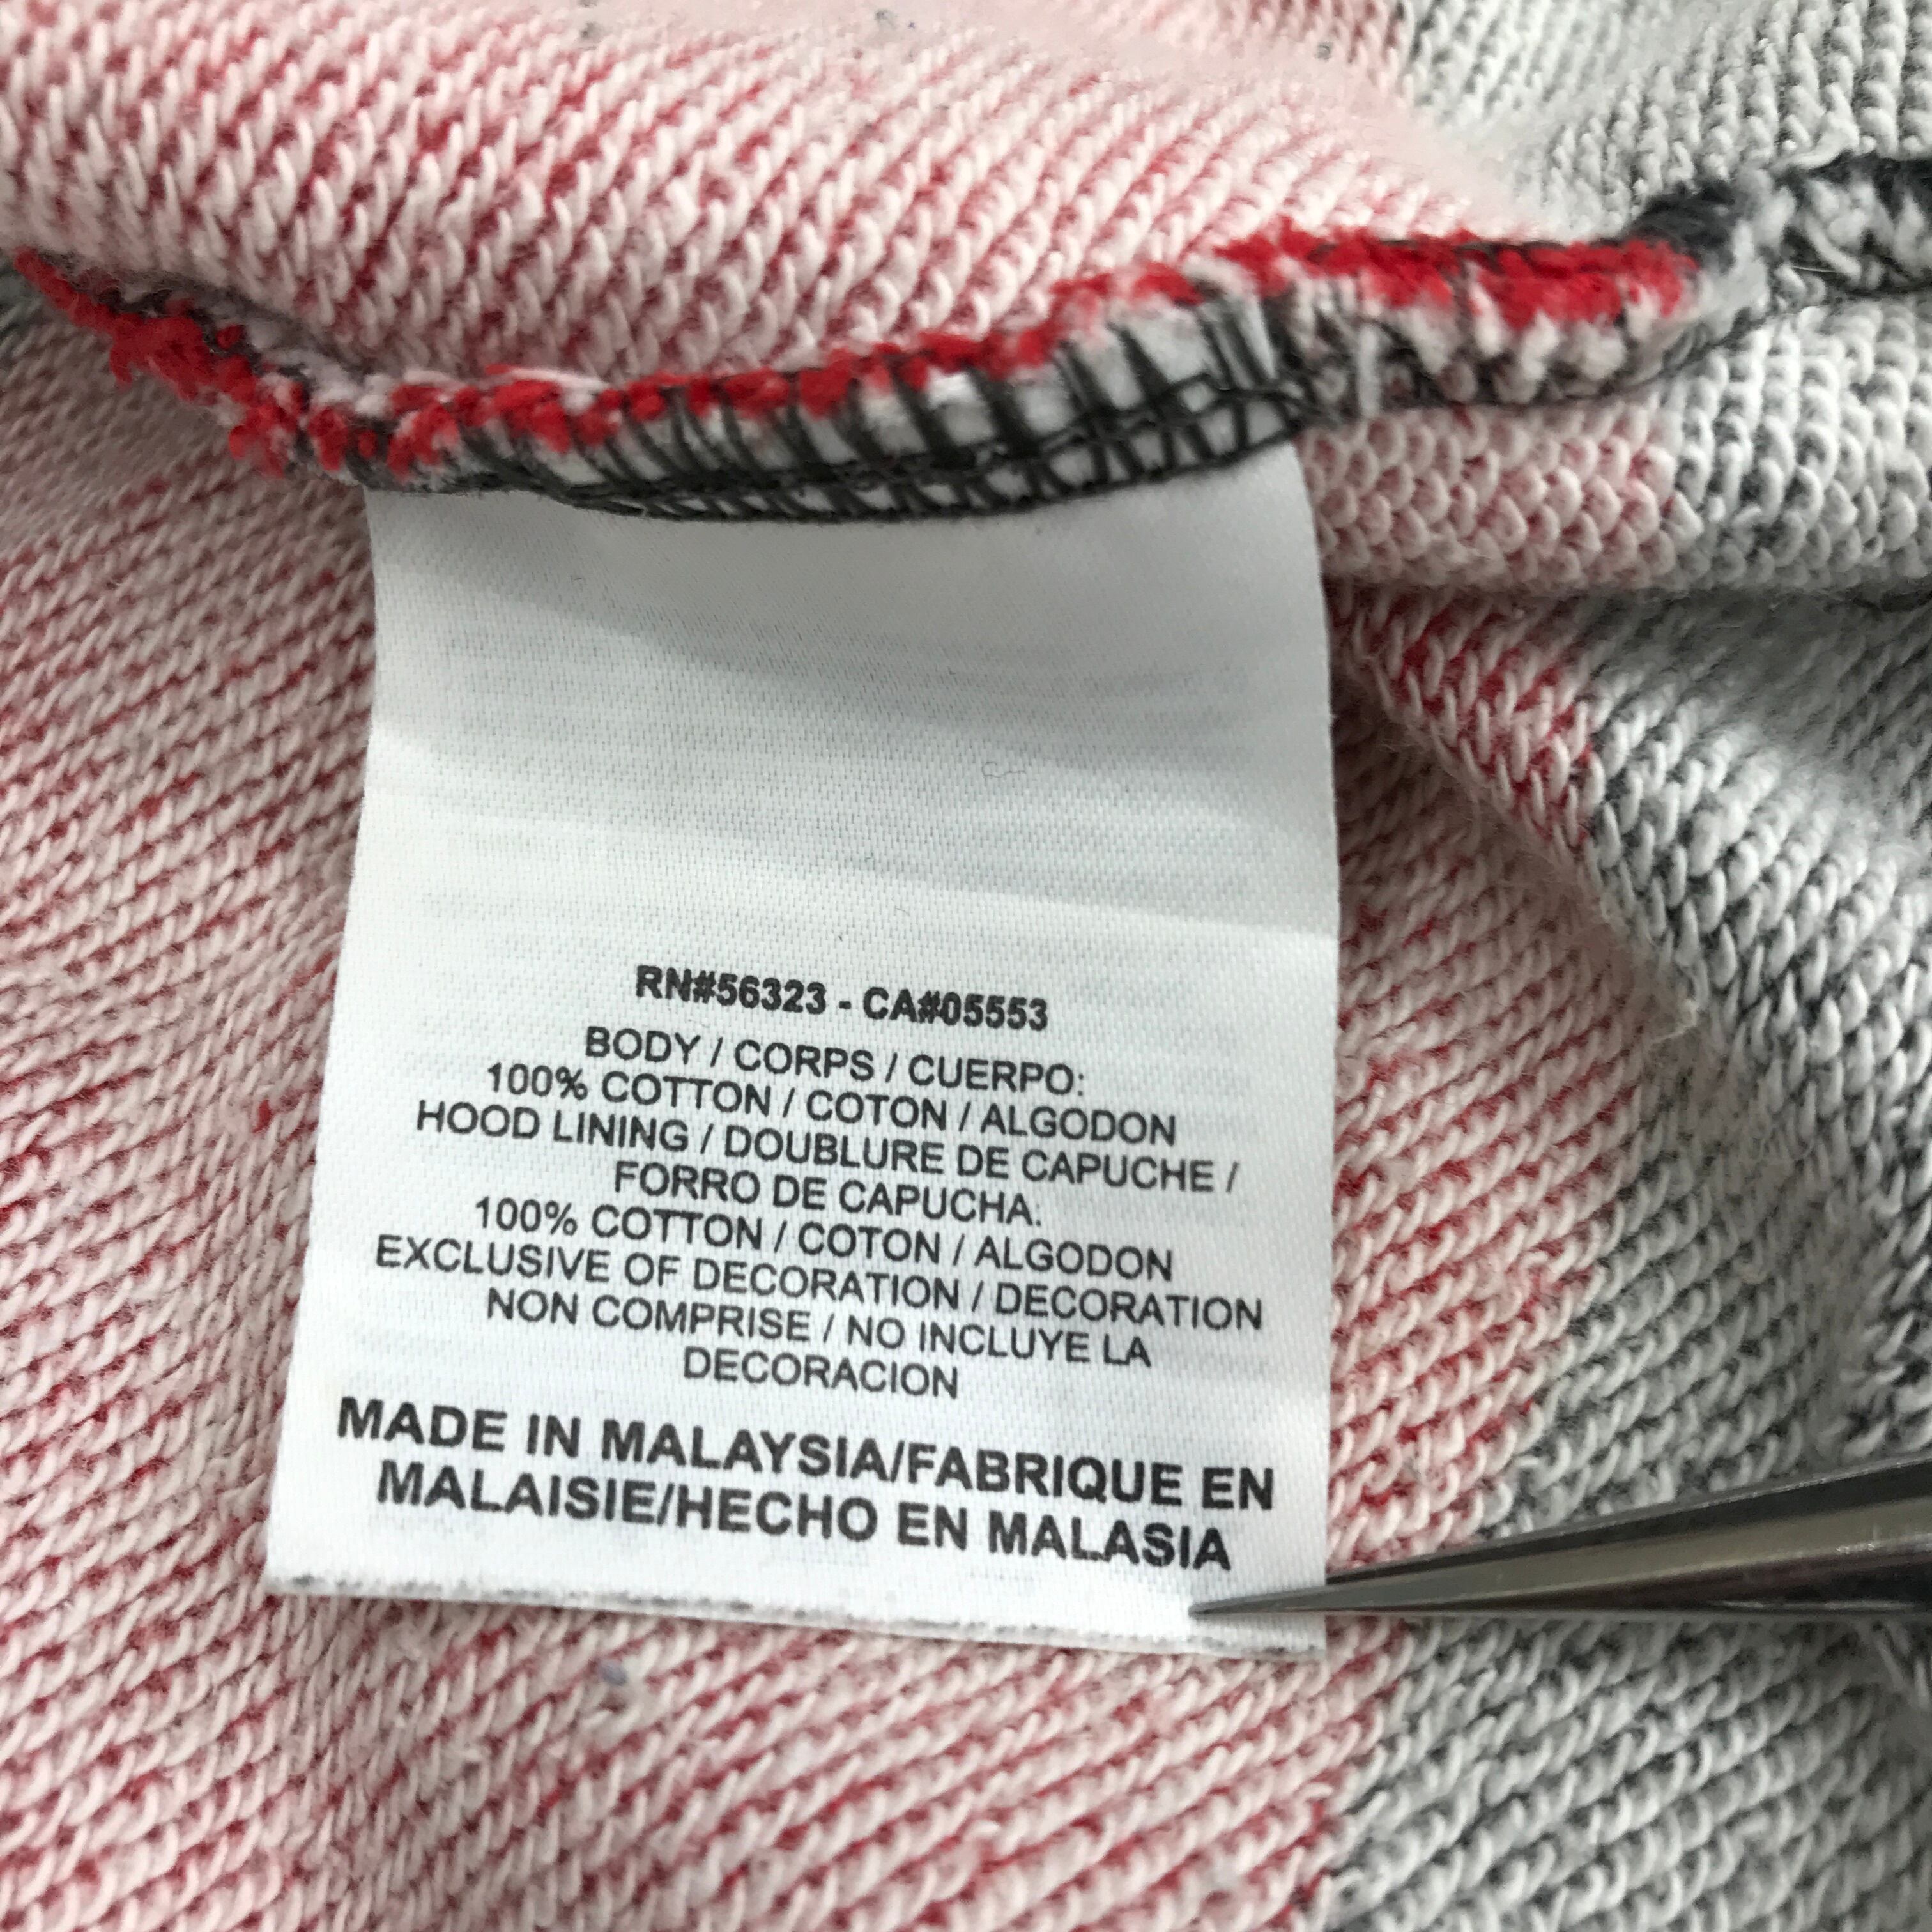 RN#56323 - CA#05553
BODY / CORPS / CUERPO:
100% COTTON / COTON / ALGODON
HOOD LINING / DOUBLURE DE CAPUCHE /
FORRO DE CAPUCHA:
100% COTTON / COTON / ALGODON
EXCLUSIVE OF DECORATION / DECORATION
NON COMPRISE / NO INCLUYE LA
DECORACION
MADE IN MALAYSIA/FABRIQUE EN
MALAISIE/HECHO EN MALASIA